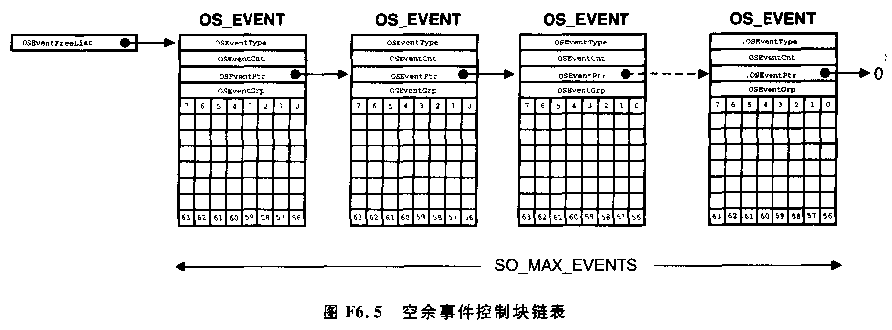 OS_EVENT OS_EVENT OS_EVENT OS_EVENT
OSEventFreeList
.OSEventType .OSEventType .OSEventType .OSEventType
.OSEventCnt .OSEventCnt .OSEventCnt .OSEventCnt
.OSEventPtr .OSEventPtr .OSEventPtr .OSEventPtr 0
.OSEventGrp .OSEventGrp .OSEventGrp .OSEventGrp
7 6 5 4 3 2 1 0 7 6 5 4 3 2 1 0 7 6 5 4 3 2 1 0 7 6 5 4 3 2 1 0
63 62 61 60 59 58 57 56 63 62 61 60 59 58 57 56 63 62 61 60 59 58 57 56 63 62 61 60 59 58 57 56
SO_MAX_EVENTS
图 F6.5 空余事件控制块链表